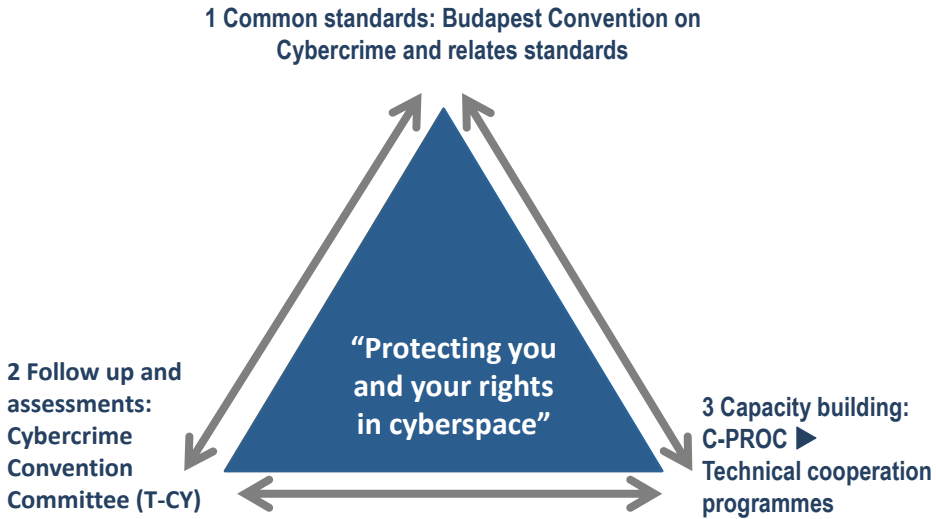 1 Common standards: Budapest Convention on
Cybercrime and relates standards
“Protecting you
and your rights
in cyberspace”
2 Follow up and
assessments:
Cybercrime
Convention
Committee (T-CY)
3 Capacity building:
C-PROC ▶
Technical cooperation
programmes